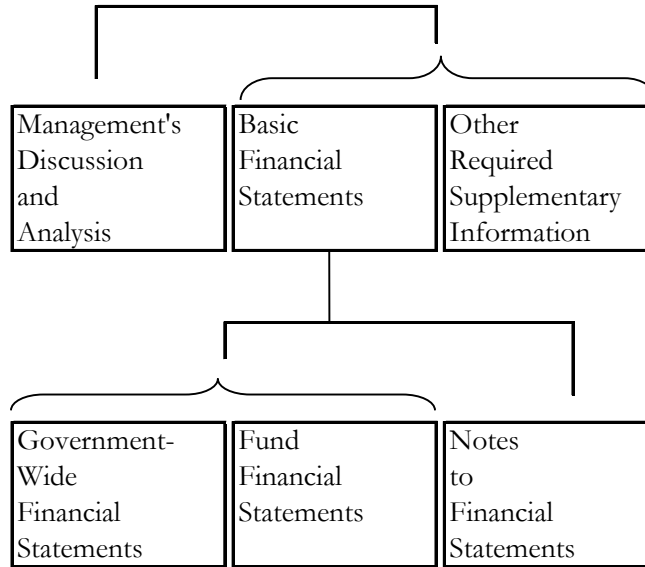 Management's
Discussion
and
Analysis
Basic
Financial
Statements
Other
Required
Supplementary
Information
Government-
Wide
Financial
Statements
Fund
Financial
Statements
Notes
to
Financial
Statements